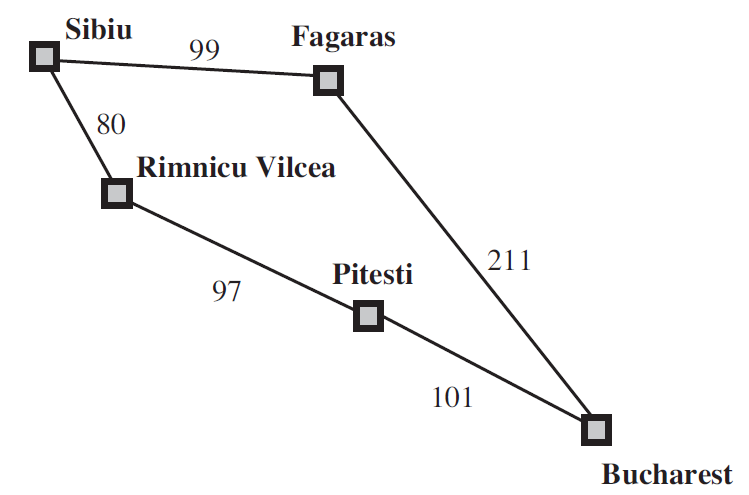 Sibiu
99
Fagaras
80
Rimnicu Vilcea
211
Pitesti
97
101
Bucharest